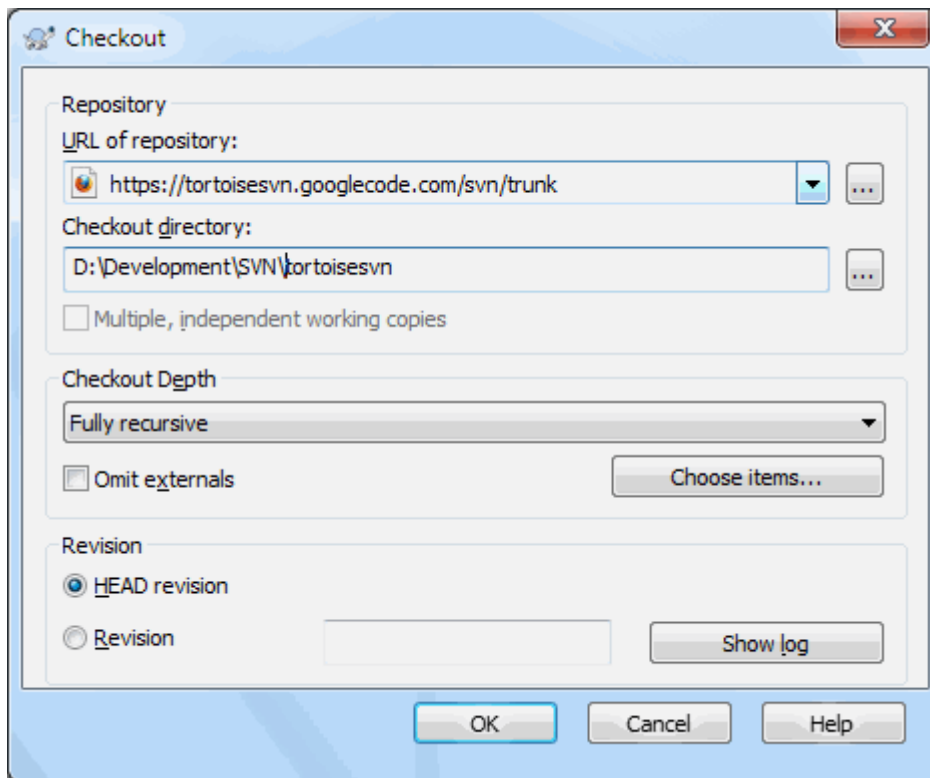 Checkout
Repository
URL of repository:
https://tortoisesvn.googlecode.com/svn/trunk
...
Checkout directory:
D:\Development\SVN\tortoisesvn
...
Multiple, independent working copies
Checkout Depth
Fully recursive
Omit externals
Choose items...
Revision
HEAD revision
Revision
Show log
OK
Cancel
Help